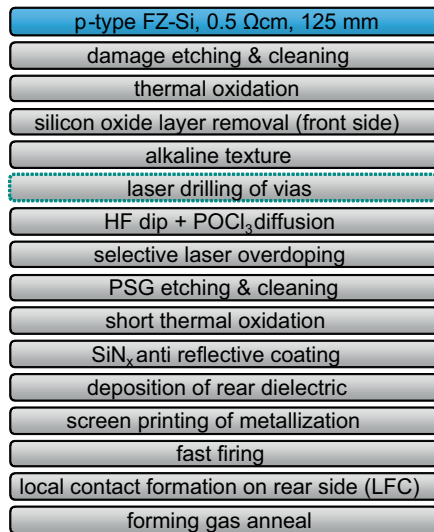 p-type FZ-Si, 0.5 Ωcm, 125 mm
damage etching & cleaning
thermal oxidation
silicon oxide layer removal (front side)
alkaline texture
laser drilling of vias
HF dip + POCl₃ diffusion
selective laser overdoping
PSG etching & cleaning
short thermal oxidation
SiNₓ anti reflective coating
deposition of rear dielectric
screen printing of metallization
fast firing
local contact formation on rear side (LFC)
forming gas anneal